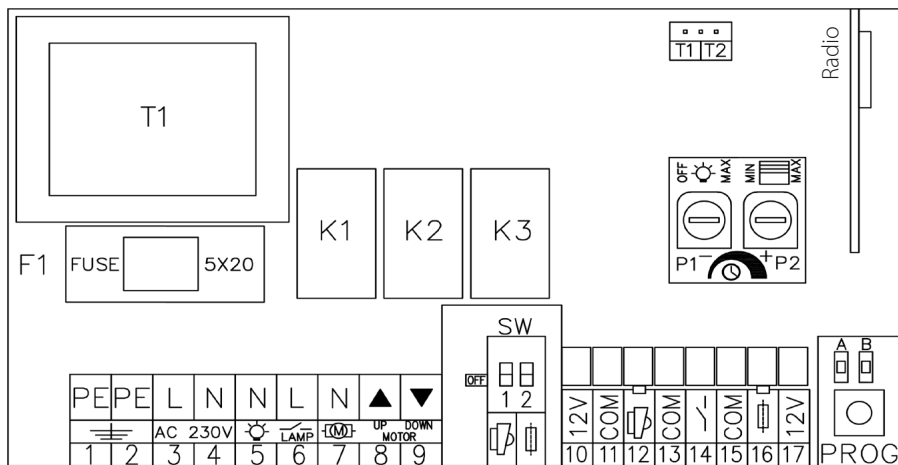 T1 T2
Radio
T1
OFF MAX MIN MAX
K1 K2 K3
P1 − + P2
F1 FUSE 5X20
SW
OFF
1 2
A B
PE PE L N N L N ▲ ▼
AC 230V LAMP M UP DOWN
MOTOR
1 2 3 4 5 6 7 8 9
12V COM COM COM 12V
10 11 12 13 14 15 16 17
PROG